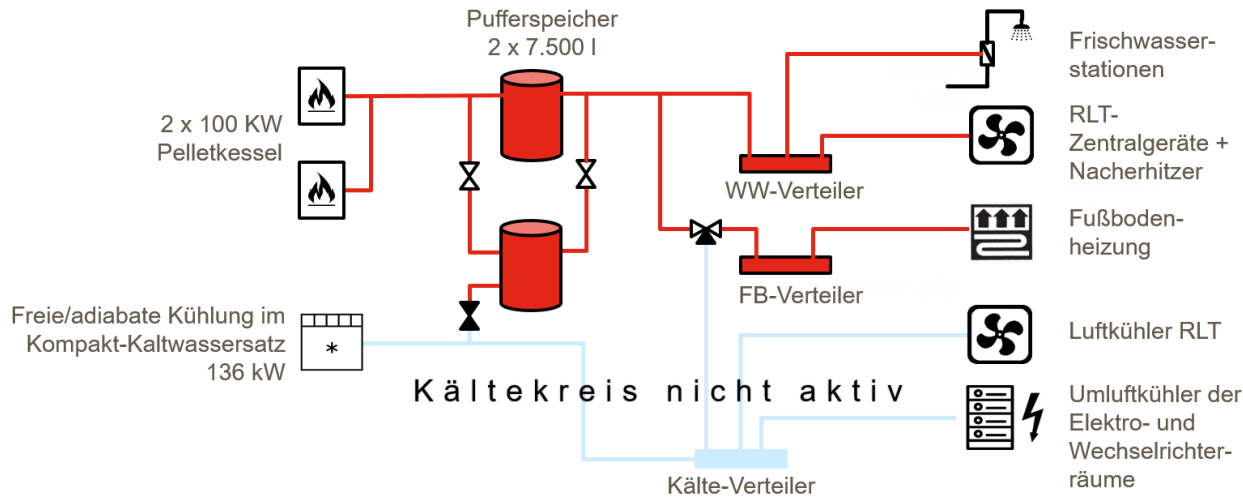 Pufferspeicher
2 x 7.500 l
2 x 100 KW
Pelletkessel
Frischwasser-
stationen
RLT-
Zentralgeräte +
Nacherhitzer
WW-Verteiler
Fußboden-
heizung
FB-Verteiler
Freie/adiabate Kühlung im
Kompakt-Kaltwassersatz
136 kW
Luftkühler RLT
Kältekreis nicht aktiv
Umluftkühler der
Elektro- und
Wechselrichter-
räume
Kälte-Verteiler